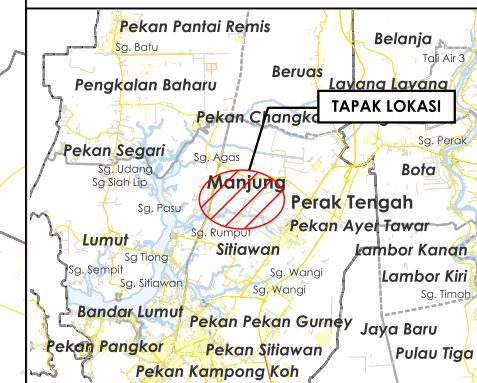 Pekan Pantai Remis
Belanja
Sg. Batu
Tali Air 3
Beruas
Pengkalan Baharu
Layang Layang
TAPAK LOKASI
Pekan Changka
Sg. Perak
Pekan Segari
Sg. Agas
Sg. Udang
Bota
Sg Siah Lip
Manjung
Sg. Pasu
Perak Tengah
Pekan Ayer Tawar
Sg. Rumput
Lumut
Sitiawan
Lambor Kanan
Sg Tiong
Sg. Sempit
Sg. Wangi
Lambor Kiri
Sg. Sitiawan
Sg. Wangi
Sg. Timah
Bandar Lumut
Pekan Pekan Gurney
Jaya Baru
Pekan Pangkor
Pekan Sitiawan
Pulau Tiga
Pekan Kampong Koh